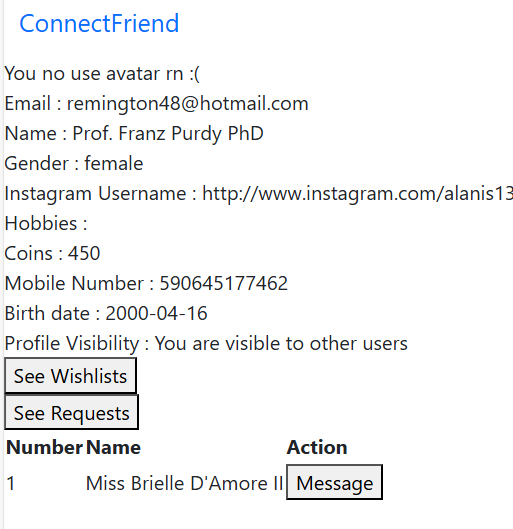 ConnectFriend
You no use avatar rn :(
Email : remington48@hotmail.com
Name : Prof. Franz Purdy PhD
Gender : female
Instagram Username : http://www.instagram.com/alanis13
Hobbies :
Coins : 450
Mobile Number : 590645177462
Birth date : 2000-04-16
Profile Visibility : You are visible to other users
See Wishlists
See Requests
Number Name Action
1 Miss Brielle D'Amore II Message